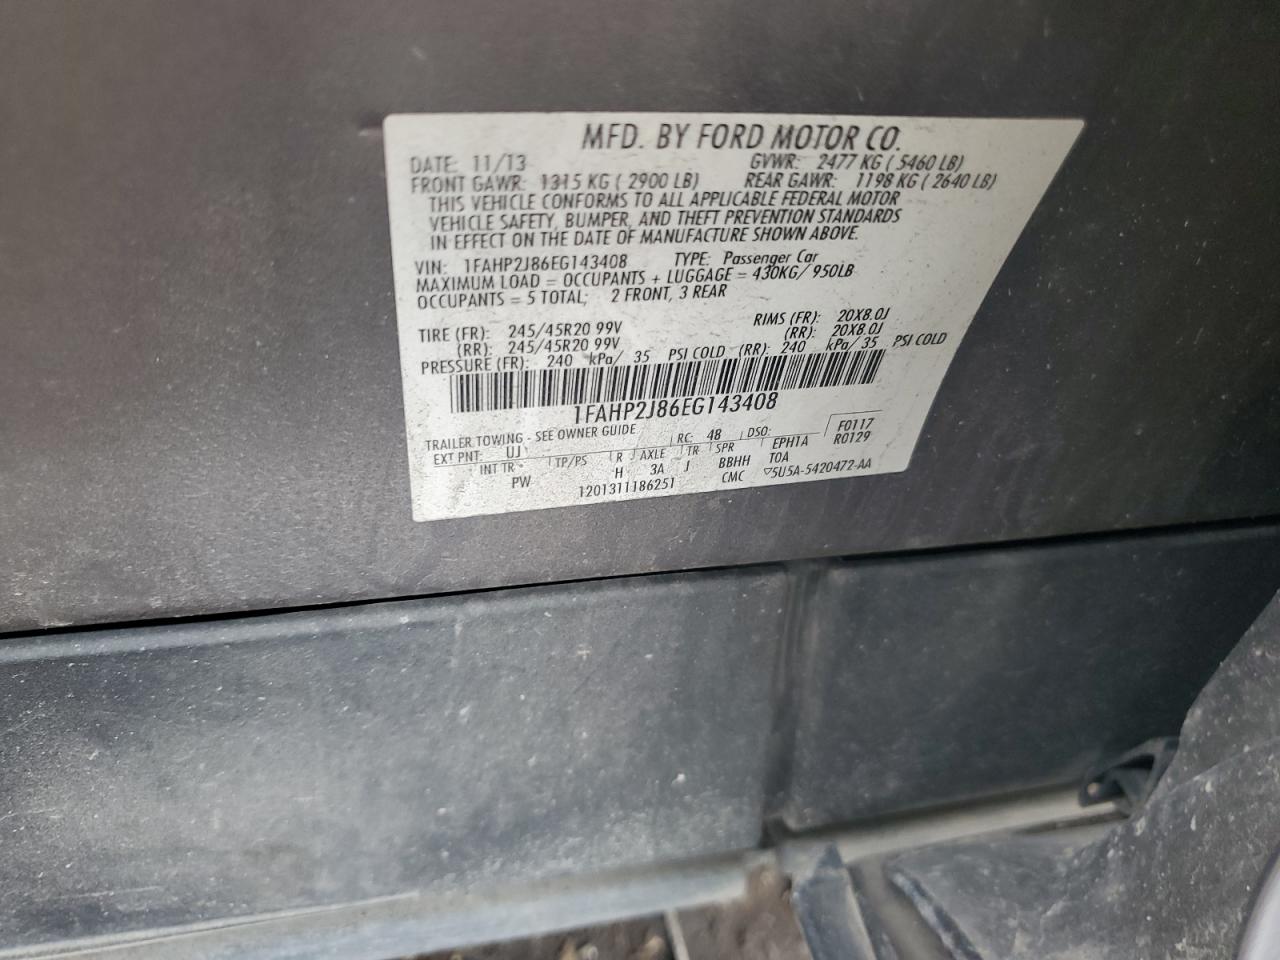 MFD. BY FORD MOTOR CO.
DATE: 11/13 GVWR: 2477 KG ( 5460 LB)
FRONT GAWR: 1315 KG ( 2900 LB) REAR GAWR: 1198 KG ( 2640 LB)
THIS VEHICLE CONFORMS TO ALL APPLICABLE FEDERAL MOTOR
VEHICLE SAFETY, BUMPER, AND THEFT PREVENTION STANDARDS
IN EFFECT ON THE DATE OF MANUFACTURE SHOWN ABOVE.
VIN: 1FAHP2J86EG143408 TYPE: Passenger Car
MAXIMUM LOAD = OCCUPANTS + LUGGAGE = 430KG/ 950LB
OCCUPANTS = 5 TOTAL; 2 FRONT, 3 REAR
TIRE (FR): 245/45R20 99V RIMS (FR): 20X8.0J
(RR): 245/45R20 99V (RR): 20X8.0J
PRESSURE (FR): 240 kPa/ 35 PSI COLD (RR): 240 kPa/ 35 PSI COLD
1FAHP2J86EG143408
TRAILER TOWING - SEE OWNER GUIDE F0117
EXT PNT: UJ RC: 48 DSO: EPH1A R0129
INT TR TP/PS R AXLE TR SPR TOA
PW H 3A J BBHH ▽5U5A-5420472-AA
1201311186251 CMC